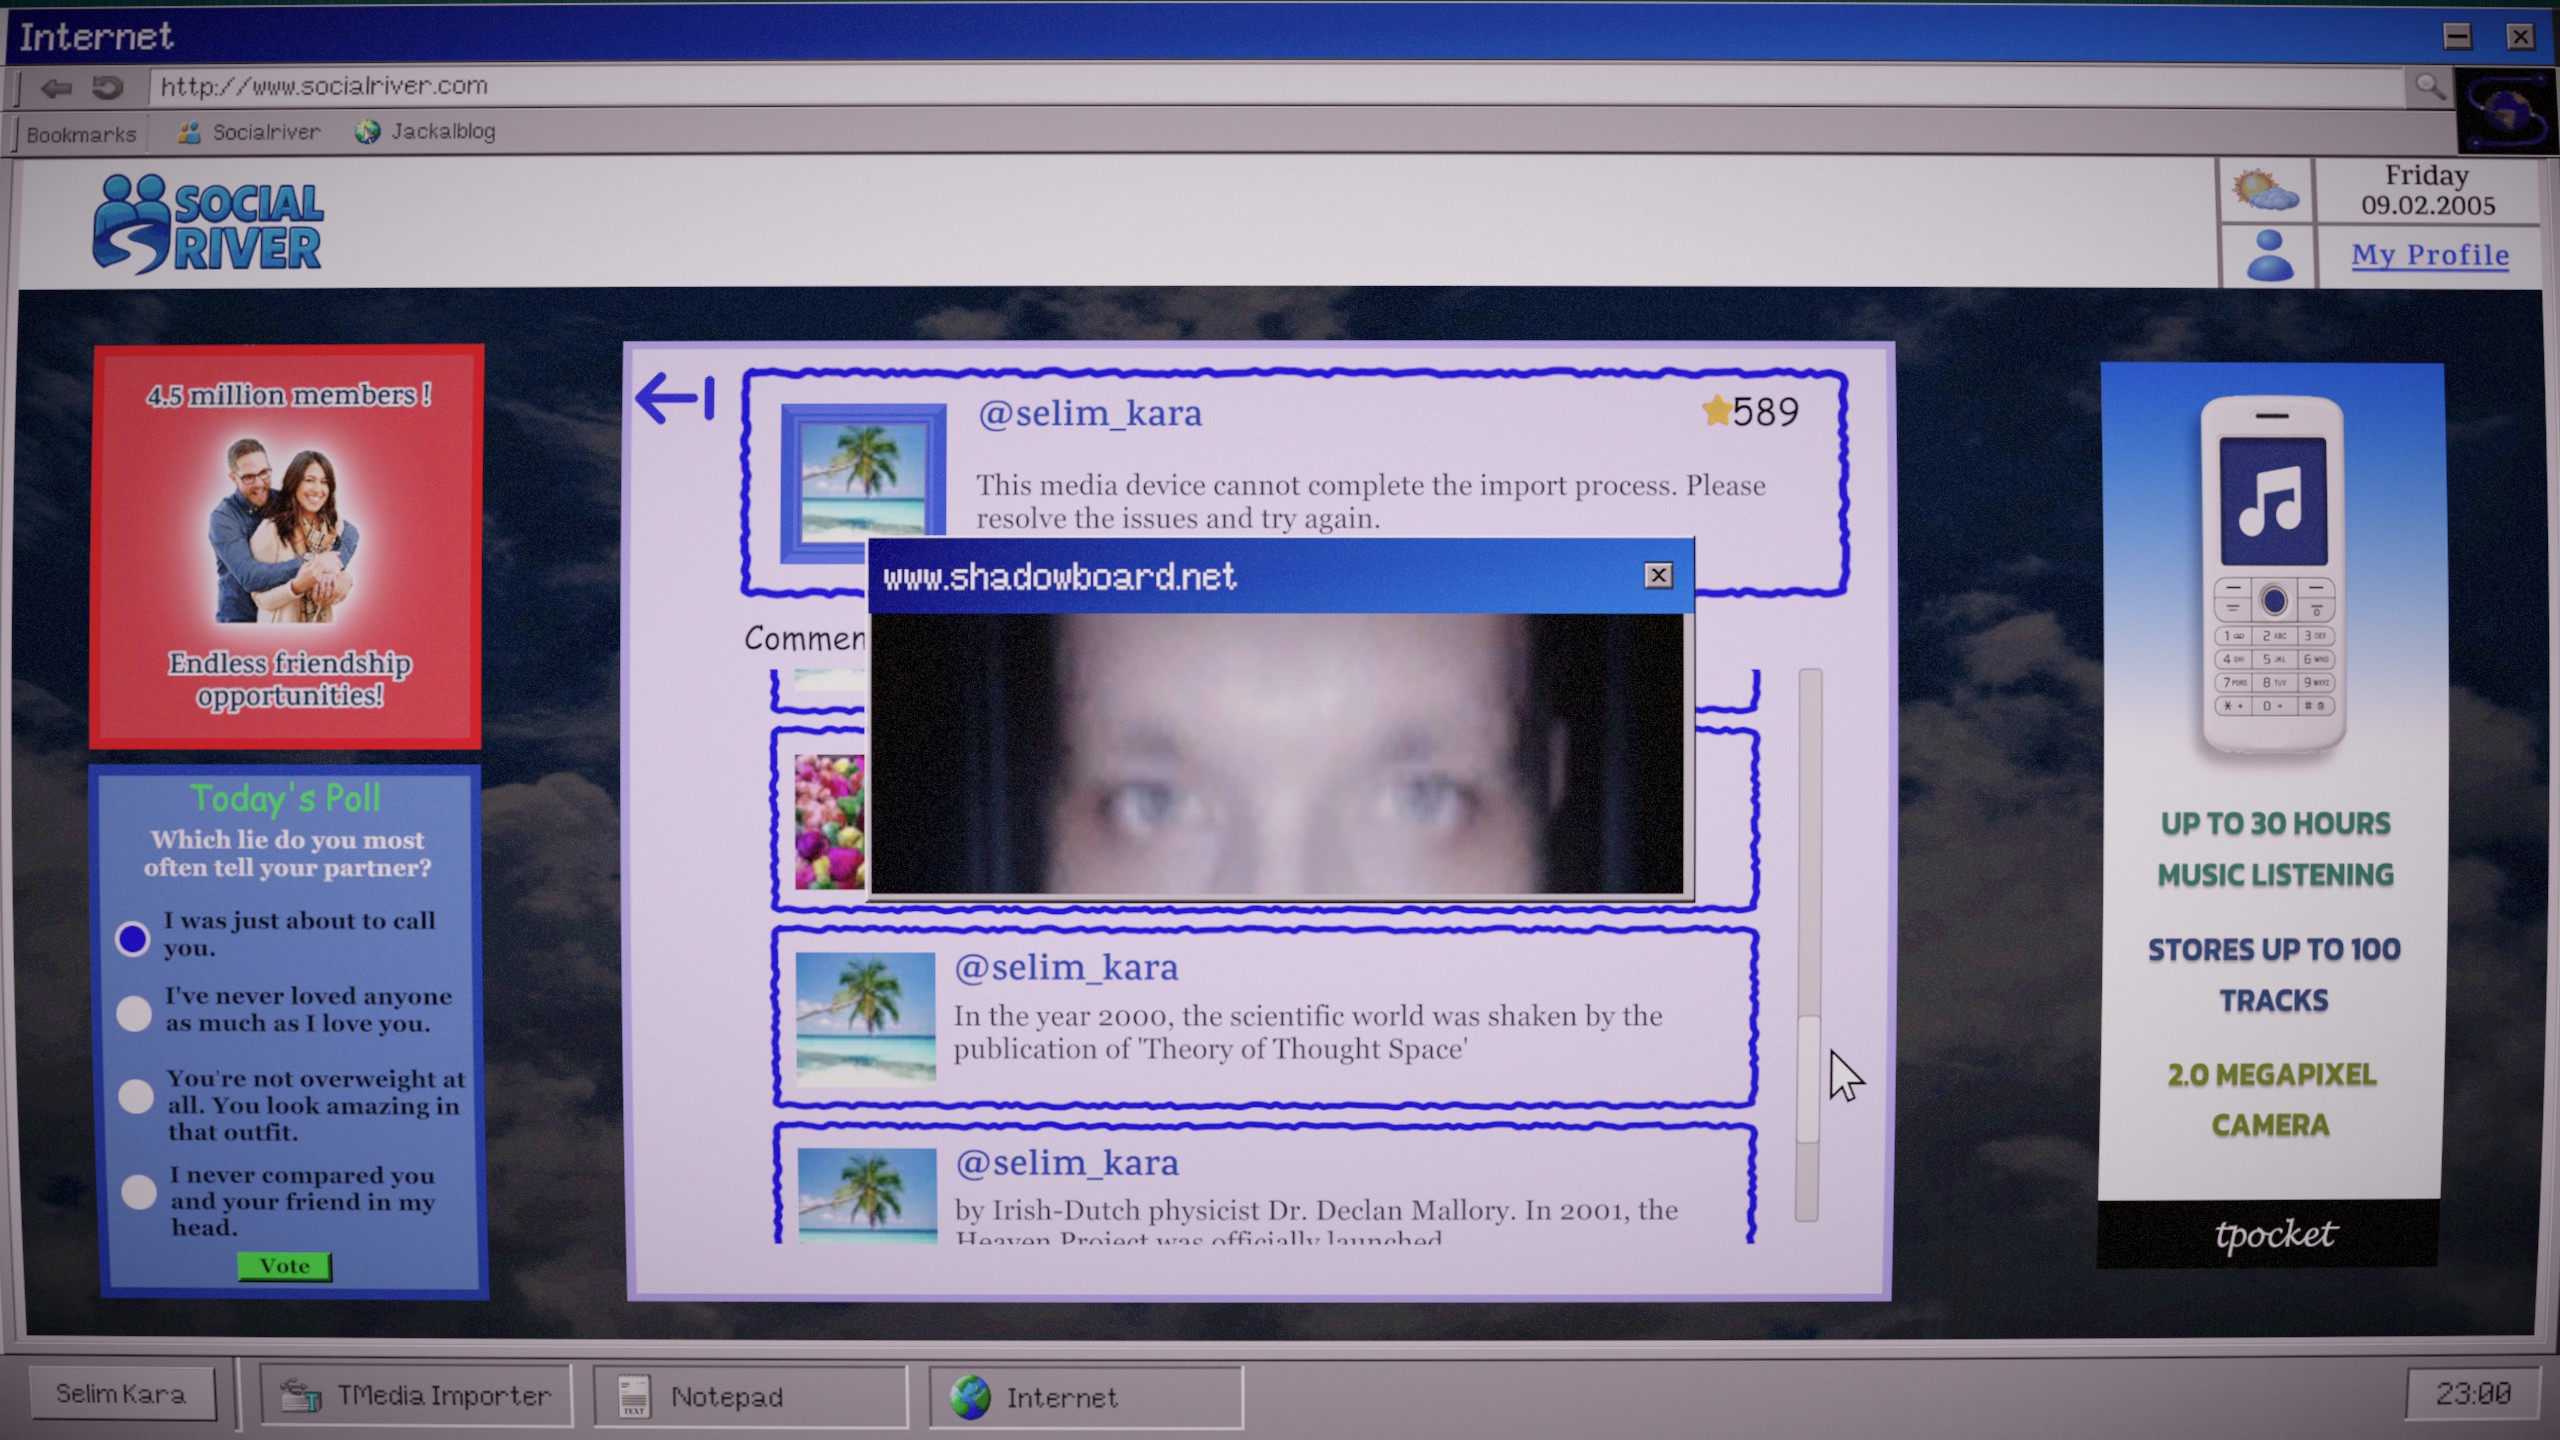 Internet
http://www.socialriver.com
Bookmarks
Socialriver
Jackalblog
SOCIAL
RIVER
Friday
09.02.2005
My Profile
4.5 million members !
Endless friendship
opportunities!
Today's Poll
Which lie do you most
often tell your partner?
I was just about to call
you.
I've never loved anyone
as much as I love you.
You're not overweight at
all. You look amazing in
that outfit.
I never compared you
and your friend in my
head.
Vote
@selim_kara
589
This media device cannot complete the import process. Please
resolve the issues and try again.
www.shadowboard.net
Commen
@selim_kara
In the year 2000, the scientific world was shaken by the
publication of 'Theory of Thought Space'
@selim_kara
by Irish-Dutch physicist Dr. Declan Mallory. In 2001, the
Heaven Project was officially launched
UP TO 30 HOURS
MUSIC LISTENING
STORES UP TO 100
TRACKS
2.0 MEGAPIXEL
CAMERA
tpocket
Selim Kara
TMedia Importer
TEXT
Notepad
Internet
23:00